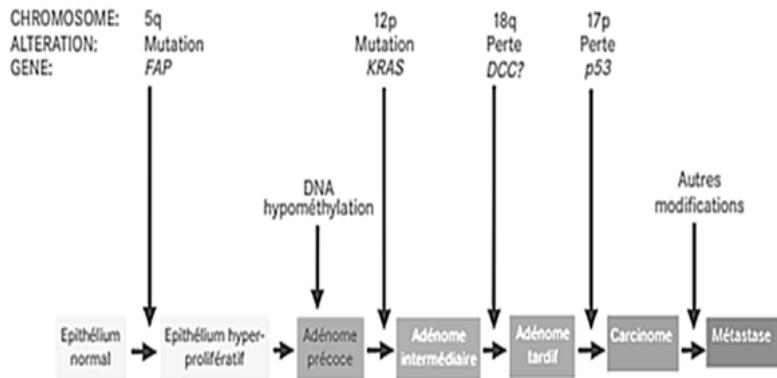 CHROMOSOME: 5q 12p 18q 17p
ALTERATION: Mutation Mutation Perte Perte
GENE: FAP KRAS DCC? p53
DNA
hypométhylation
Autres
modifications
Epithélium
normal
Epithélium hyper-
prolifératif
Adénome
précoce
Adénome
intermédiaire
Adénome
tardif
Carcinome
Métastase